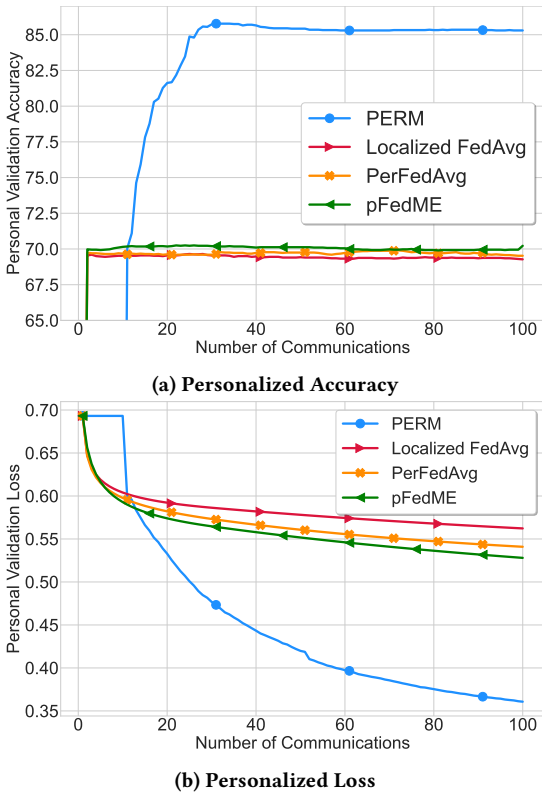 85.0
82.5
80.0
77.5
75.0
72.5
70.0
67.5
65.0
Personal Validation Accuracy
PERM
Localized FedAvg
PerFedAvg
pFedME
0 20 40 60 80 100
Number of Communications
(a) Personalized Accuracy
0.70
0.65
0.60
0.55
0.50
0.45
0.40
0.35
Personal Validation Loss
PERM
Localized FedAvg
PerFedAvg
pFedME
0 20 40 60 80 100
Number of Communications
(b) Personalized Loss